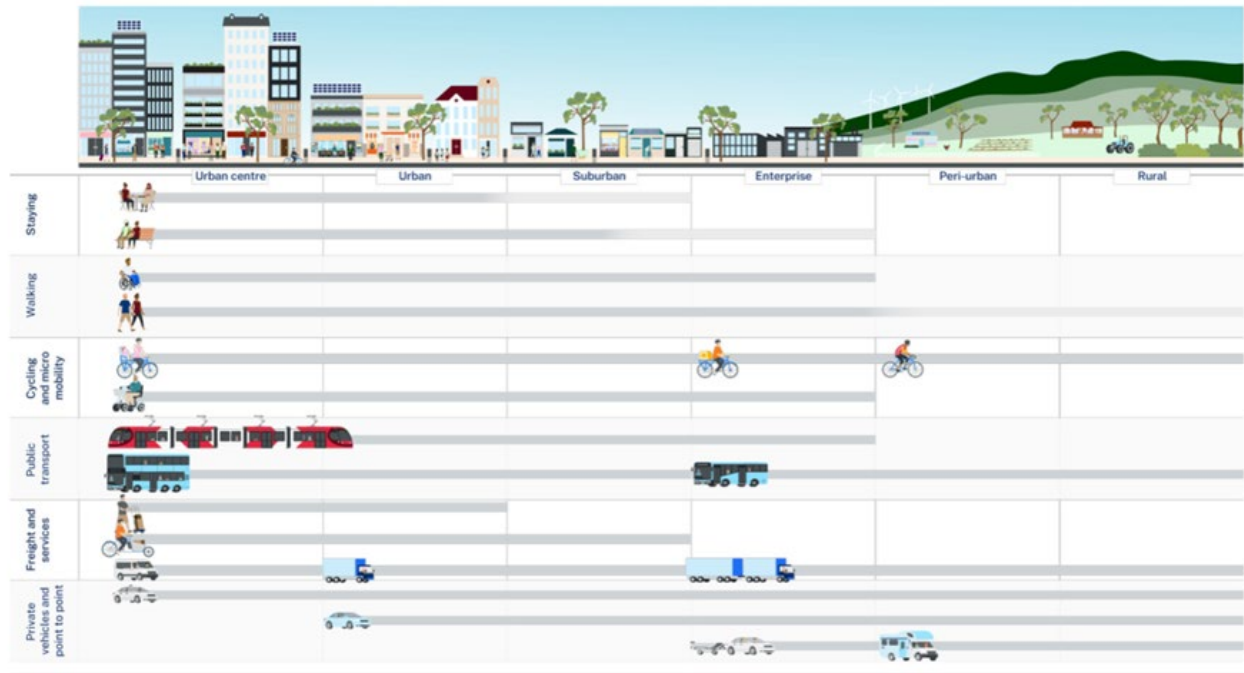 Urban centre
Urban
Suburban
Enterprise
Peri-urban
Rural
Staying
Walking
Cycling
and micro
mobility
Public
transport
Freight and
services
Private
vehicles and
point to point